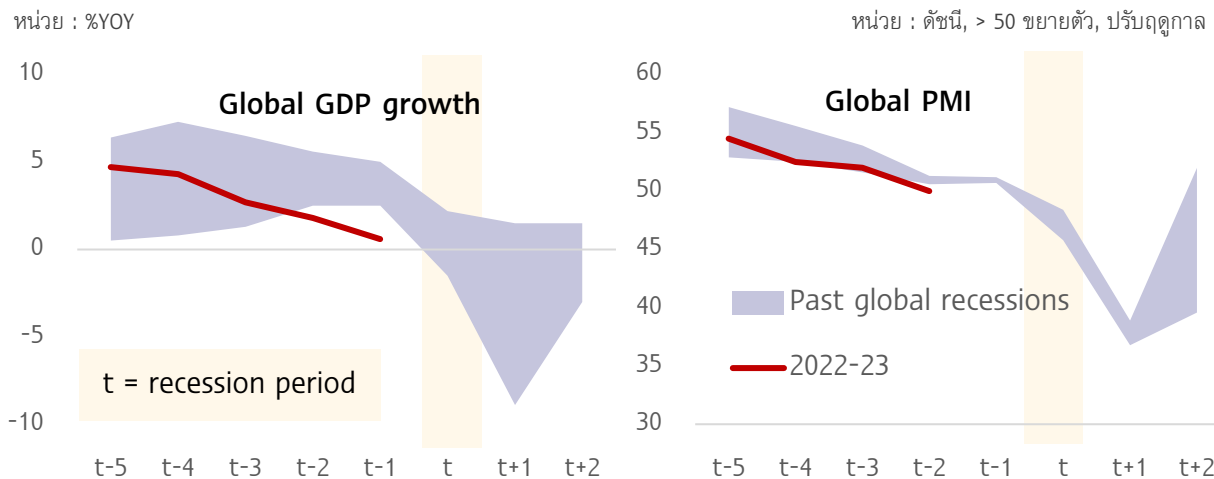 หน่วย : %YOY
Global GDP growth
10
5
0
-5
-10
t = recession period
t-5 t-4 t-3 t-2 t-1 t t+1 t+2
หน่วย : ดัชนี, > 50 ขยายตัว, ปรับฤดูกาล
Global PMI
60
55
50
45
40
35
30
Past global recessions
2022-23
t-5 t-4 t-3 t-2 t-1 t t+1 t+2